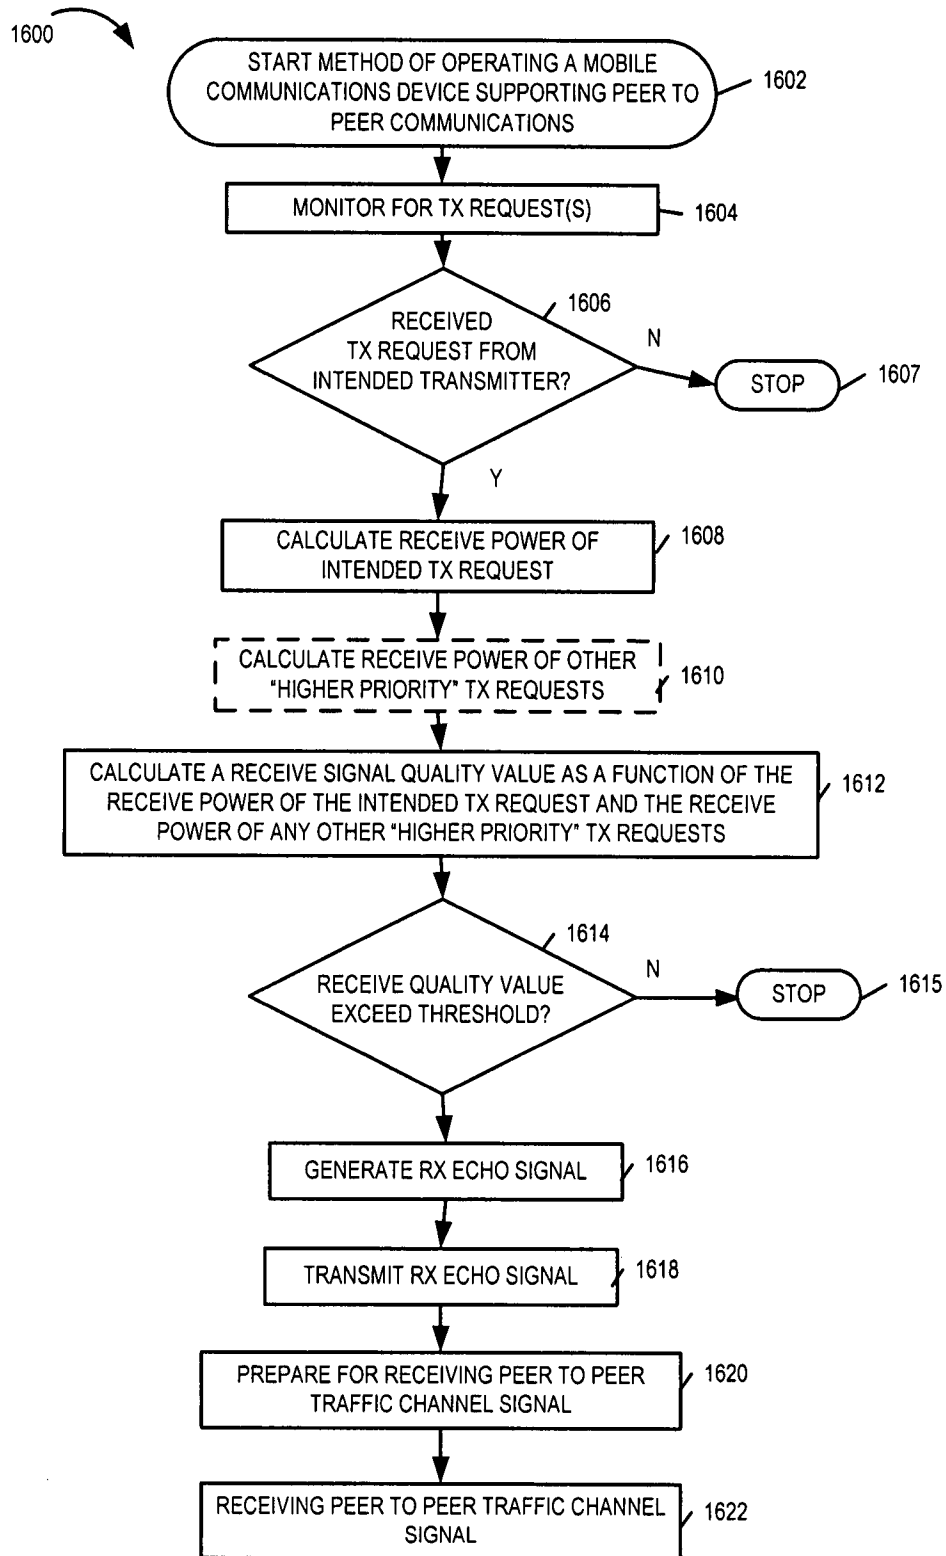 1600
START METHOD OF OPERATING A MOBILE
COMMUNICATIONS DEVICE SUPPORTING PEER TO
PEER COMMUNICATIONS
1602
MONITOR FOR TX REQUEST(S)
1604
1606
RECEIVED
TX REQUEST FROM
INTENDED TRANSMITTER?
N
STOP
1607
Y
CALCULATE RECEIVE POWER OF
INTENDED TX REQUEST
1608
CALCULATE RECEIVE POWER OF OTHER
"HIGHER PRIORITY" TX REQUESTS
1610
CALCULATE A RECEIVE SIGNAL QUALITY VALUE AS A FUNCTION OF THE
RECEIVE POWER OF THE INTENDED TX REQUEST AND THE RECEIVE
POWER OF ANY OTHER "HIGHER PRIORITY" TX REQUESTS
1612
1614
RECEIVE QUALITY VALUE
EXCEED THRESHOLD?
N
STOP
1615
GENERATE RX ECHO SIGNAL
1616
TRANSMIT RX ECHO SIGNAL
1618
PREPARE FOR RECEIVING PEER TO PEER
TRAFFIC CHANNEL SIGNAL
1620
RECEIVING PEER TO PEER TRAFFIC CHANNEL
SIGNAL
1622